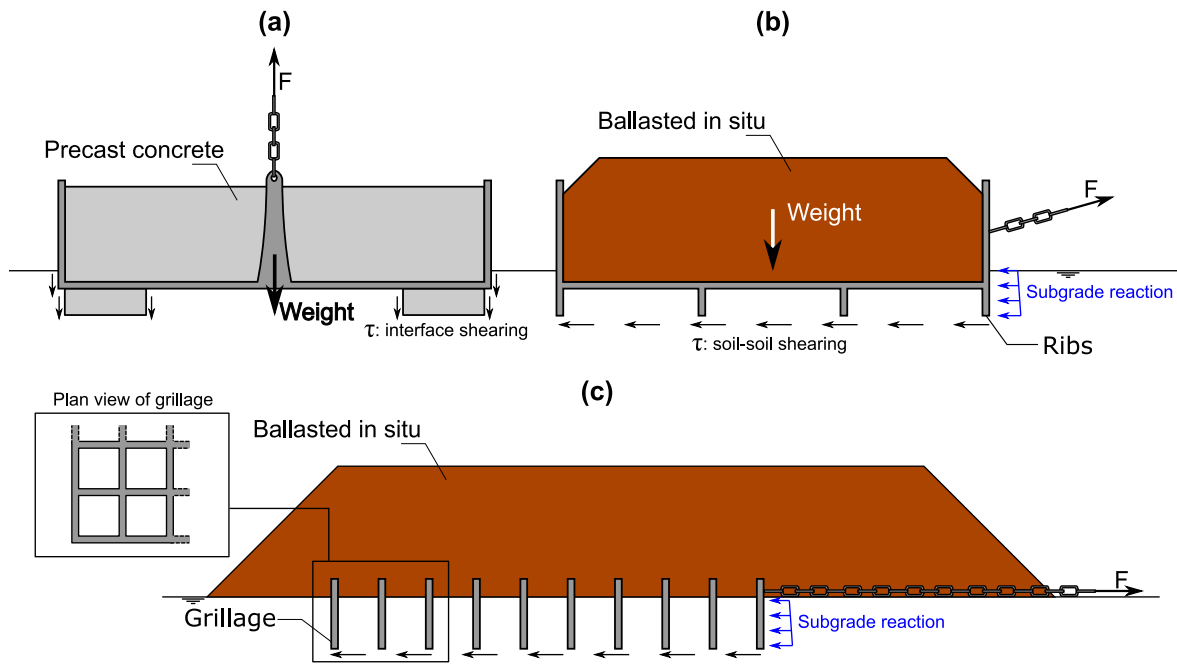 (a)
F
Precast concrete
Weight
τ: interface shearing
(b)
Ballasted in situ
Weight
F
Subgrade reaction
τ: soil-soil shearing
Ribs
(c)
Plan view of grillage
Ballasted in situ
F
Grillage
Subgrade reaction